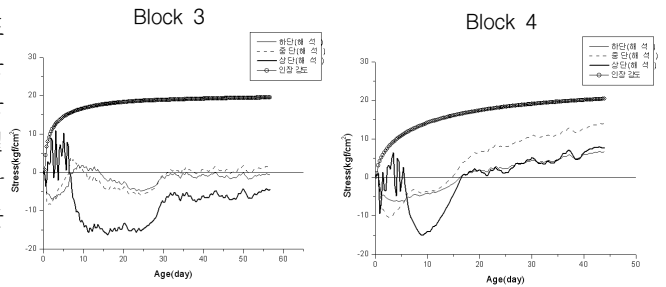 Block 3
하단(해 석)
중 단(해 석)
상 단(해 석)
인장 강도
30
20
10
0
-10
-20
Stress(kgf/cm²)
0
20
40
60
Age(day)
Block 4
하 단(해 석)
중 단(해 석)
상 단(해 석)
인장 강도
30
20
10
0
-10
-20
Stress(kgf/cm²)
0
10
20
30
40
50
Age(day)